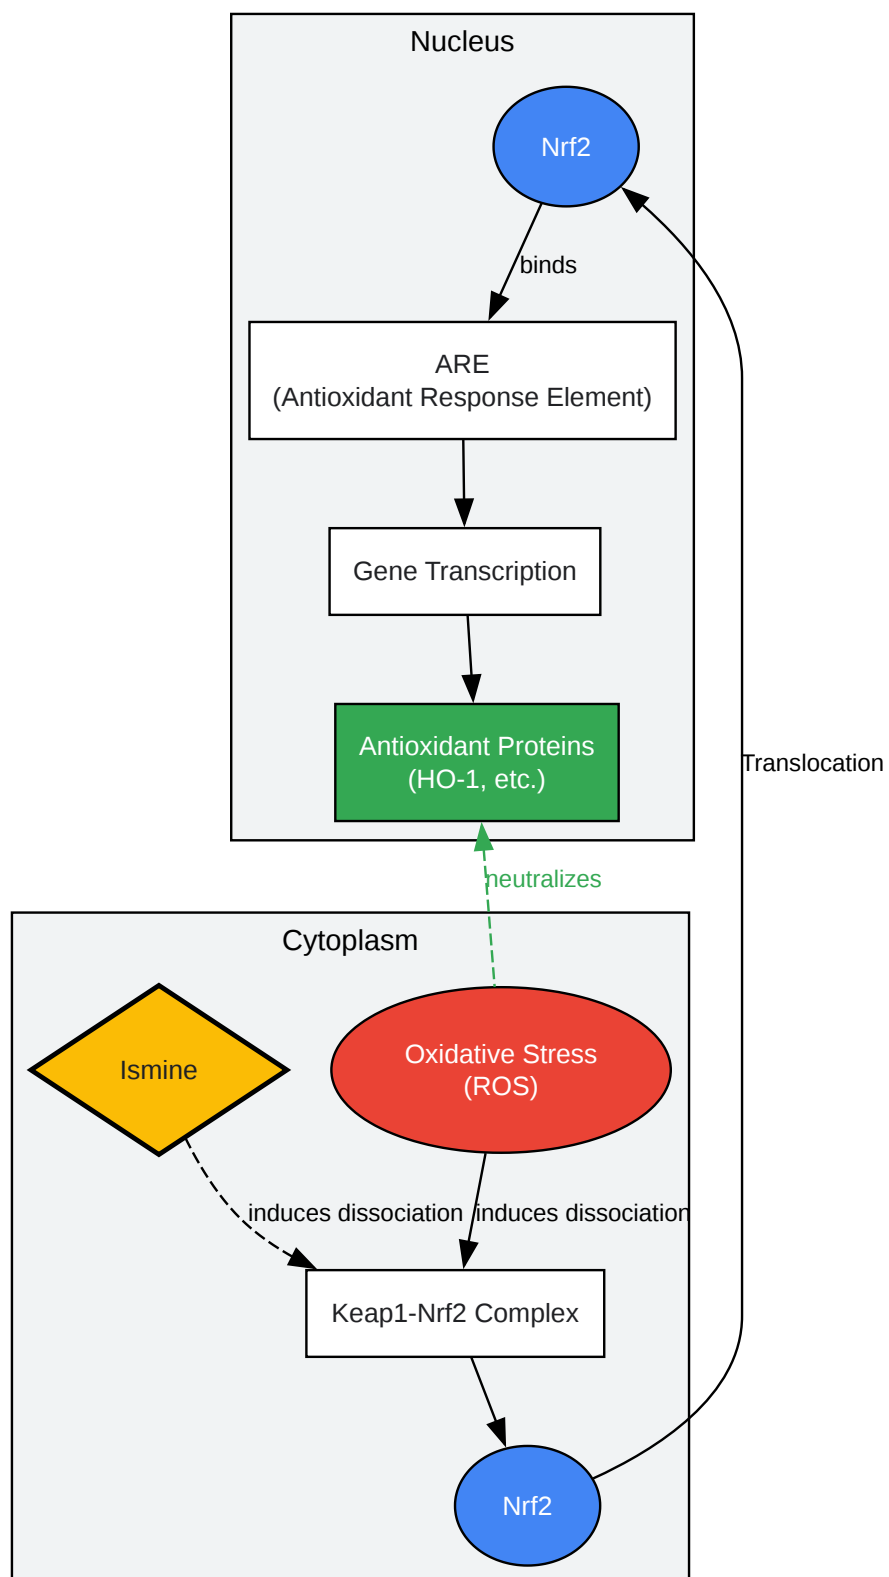 Nucleus
Nrf2
binds
ARE
(Antioxidant Response Element)
Gene Transcription
Antioxidant Proteins
(HO-1, etc.)
Translocation
neutralizes
Cytoplasm
Ismine
Oxidative Stress
(ROS)
induces dissociation
induces dissociation
Keap1-Nrf2 Complex
Nrf2